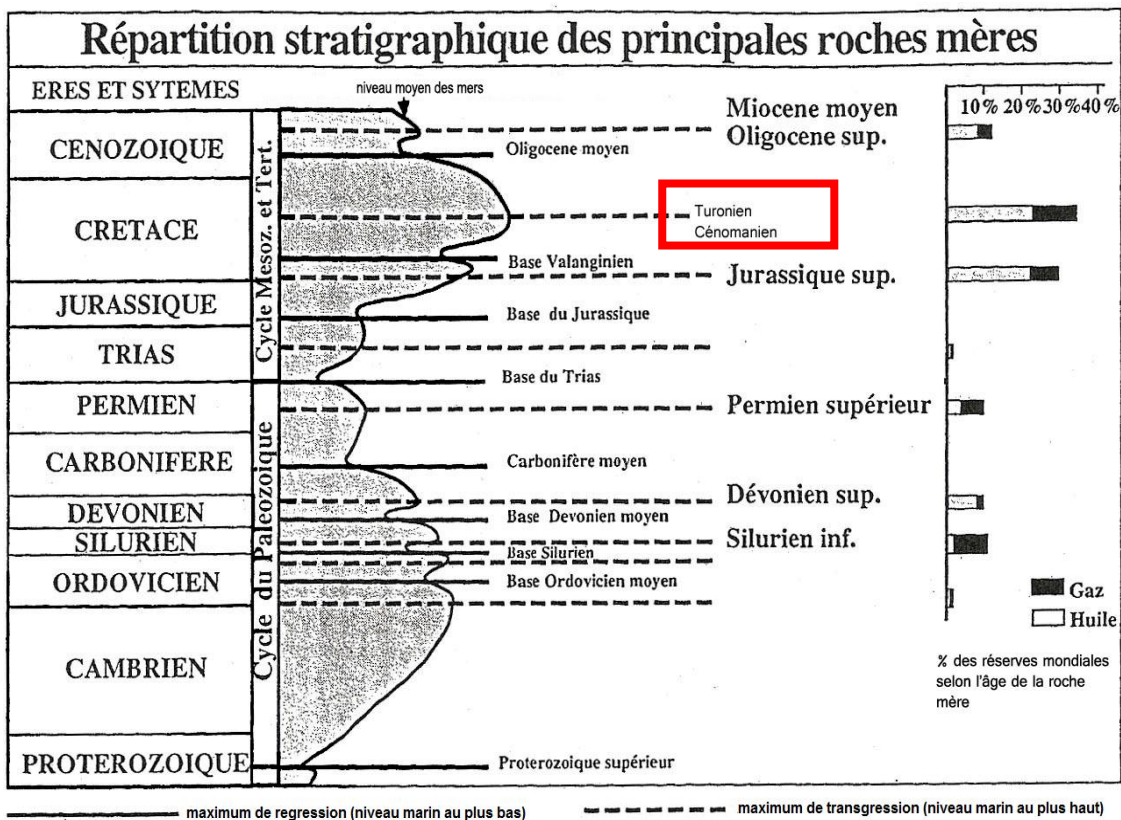 Répartition stratigraphique des principales roches mères
ERES ET SYTEMES
niveau moyen des mers
10% 20% 30% 40%
CENOZOIQUE
CRETACE
JURASSIQUE
TRIAS
PERMIEN
CARBONIFERE
DEVONIEN
SILURIEN
ORDOVICIEN
CAMBRIEN
PROTEROZOIQUE
Cycle Mesoz. et Tert.
Cycle du Paleozoique
Oligocene moyen
Base Valanginien
Base du Jurassique
Base du Trias
Carbonifère moyen
Base Devonien moyen
Base Silurien
Base Ordovicien moyen
Proterozoique supérieur
Miocene moyen
Oligocene sup.
Turonien
Cénomanien
Jurassique sup.
Permien supérieur
Dévonien sup.
Silurien inf.
Gaz
Huile
% des réserves mondiales
selon l'âge de la roche
mère
maximum de regression (niveau marin au plus bas)
maximum de transgression (niveau marin au plus haut)